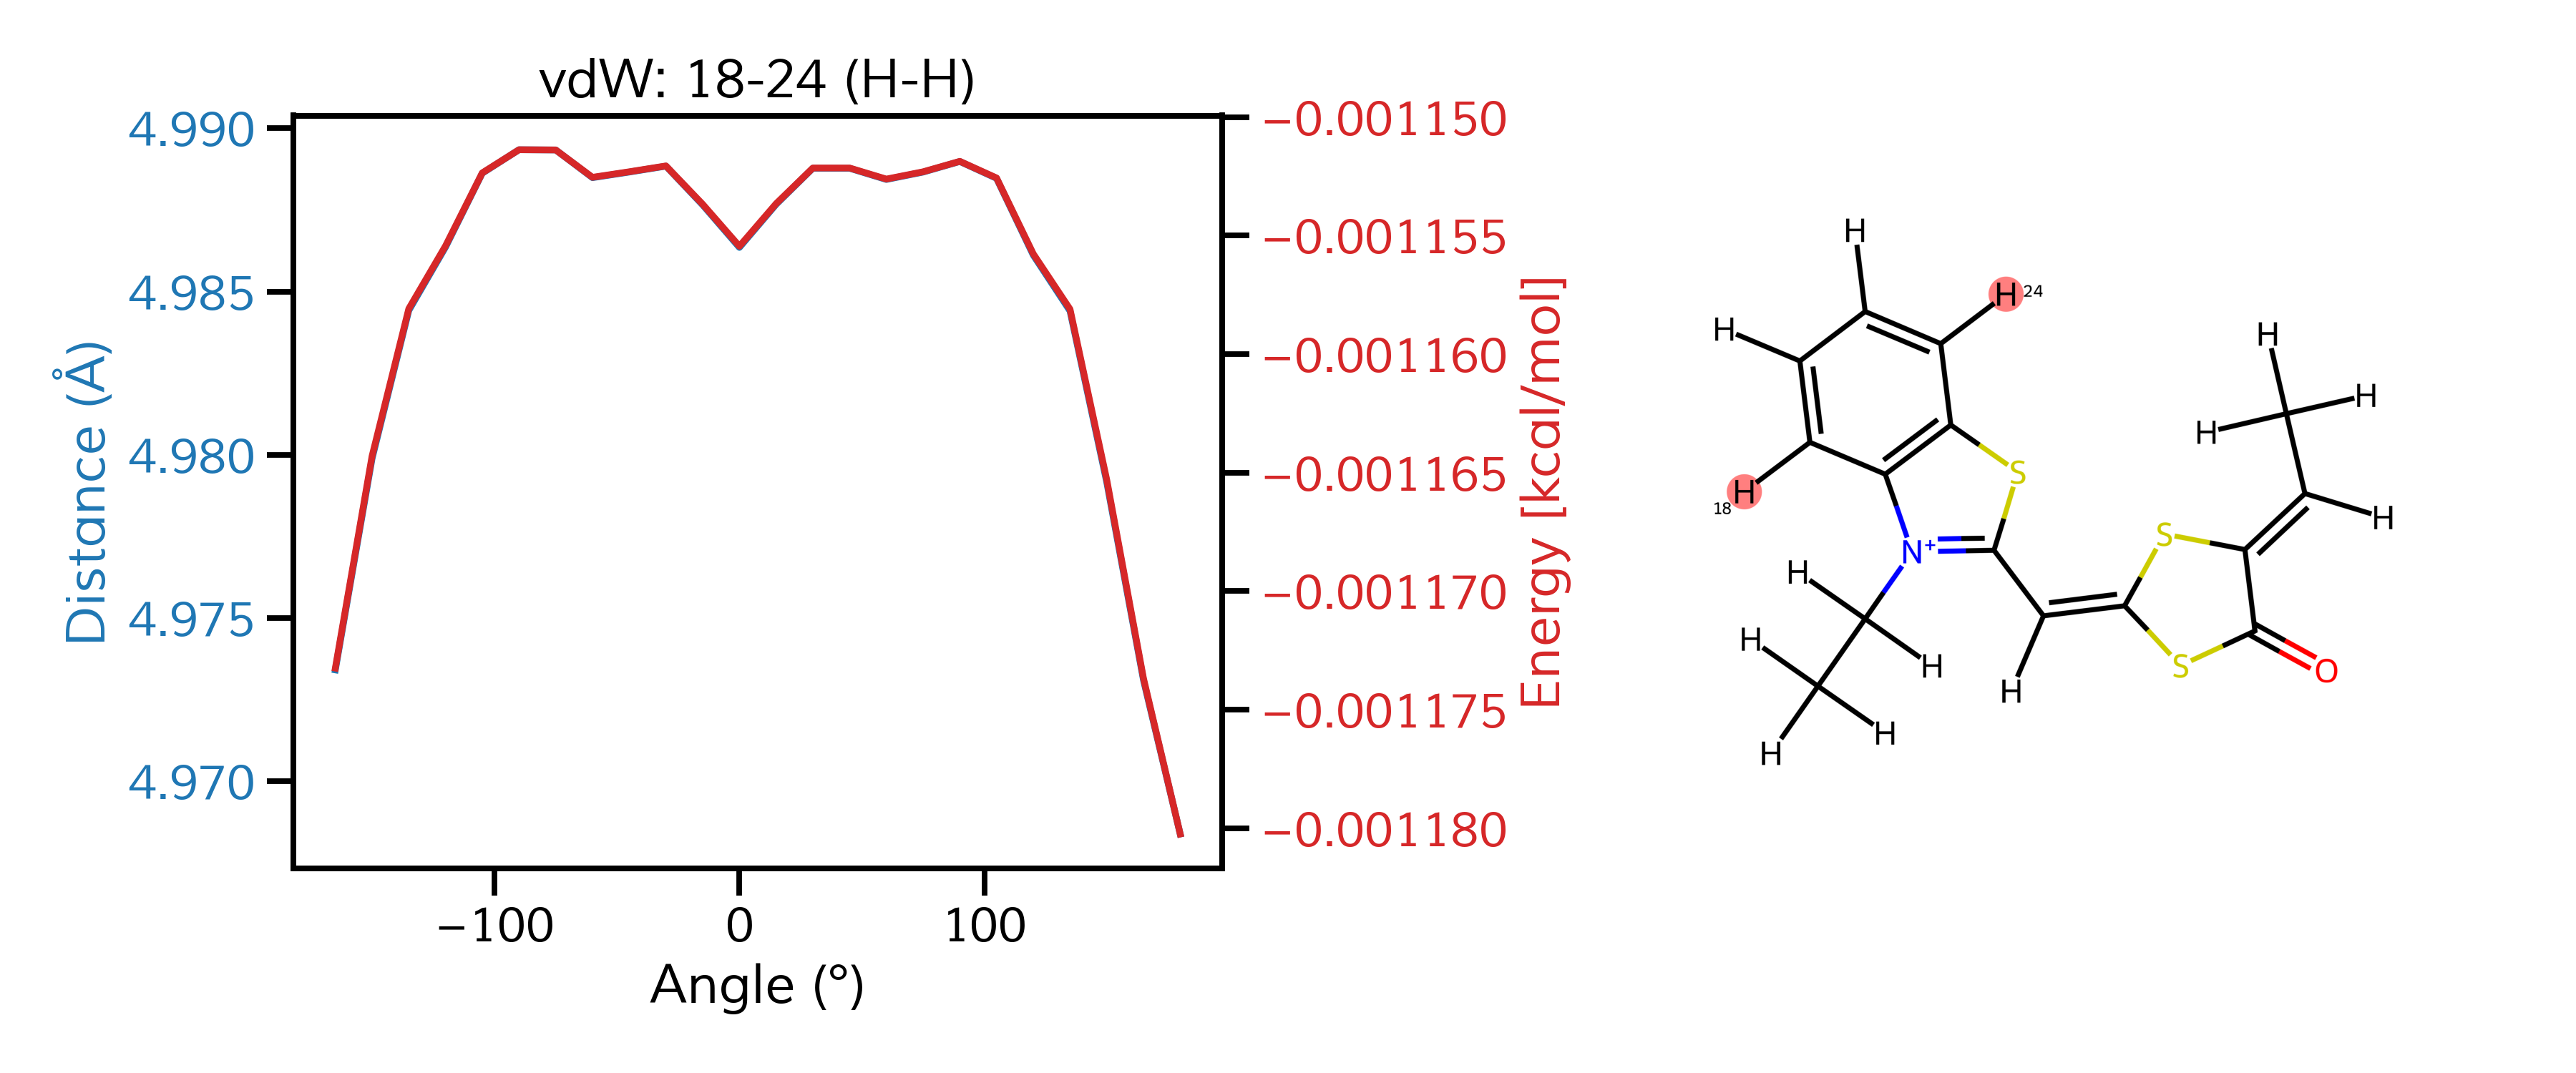 vdW: 18-24 (H-H)
4.990
4.985
4.980
4.975
4.970
Distance (Å)
−0.001150
−0.001155
−0.001160
−0.001165
−0.001170
−0.001175
−0.001180
Energy [kcal/mol]
−100
0
100
Angle (°)
H
H 24
H
H
H
H
18 H
S
H
H
N+
S
H
H
H
S
O
H
H
H